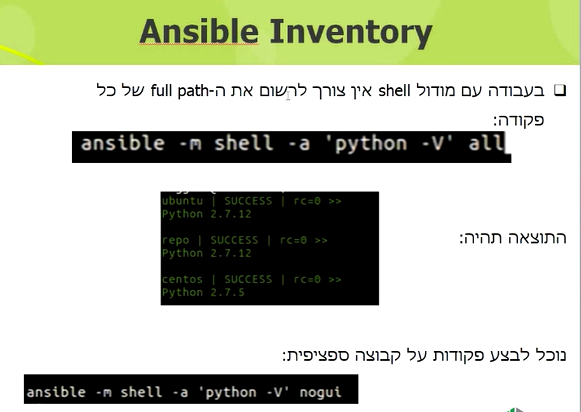 Ansible Inventory
בעבודה עם מודול shell אין צורך לרשום את ה-full path של כל
פקודה:
ansible -m shell -a 'python -V' all
ubuntu | SUCCESS | rc=0 >>
Python 2.7.12
repo | SUCCESS | rc=0 >>
Python 2.7.12
centos | SUCCESS | rc=0 >>
Python 2.7.5
התוצאה תהיה:
נוכל לבצע פקודות על קבוצה ספציפית:
ansible -m shell -a 'python -V' nogui